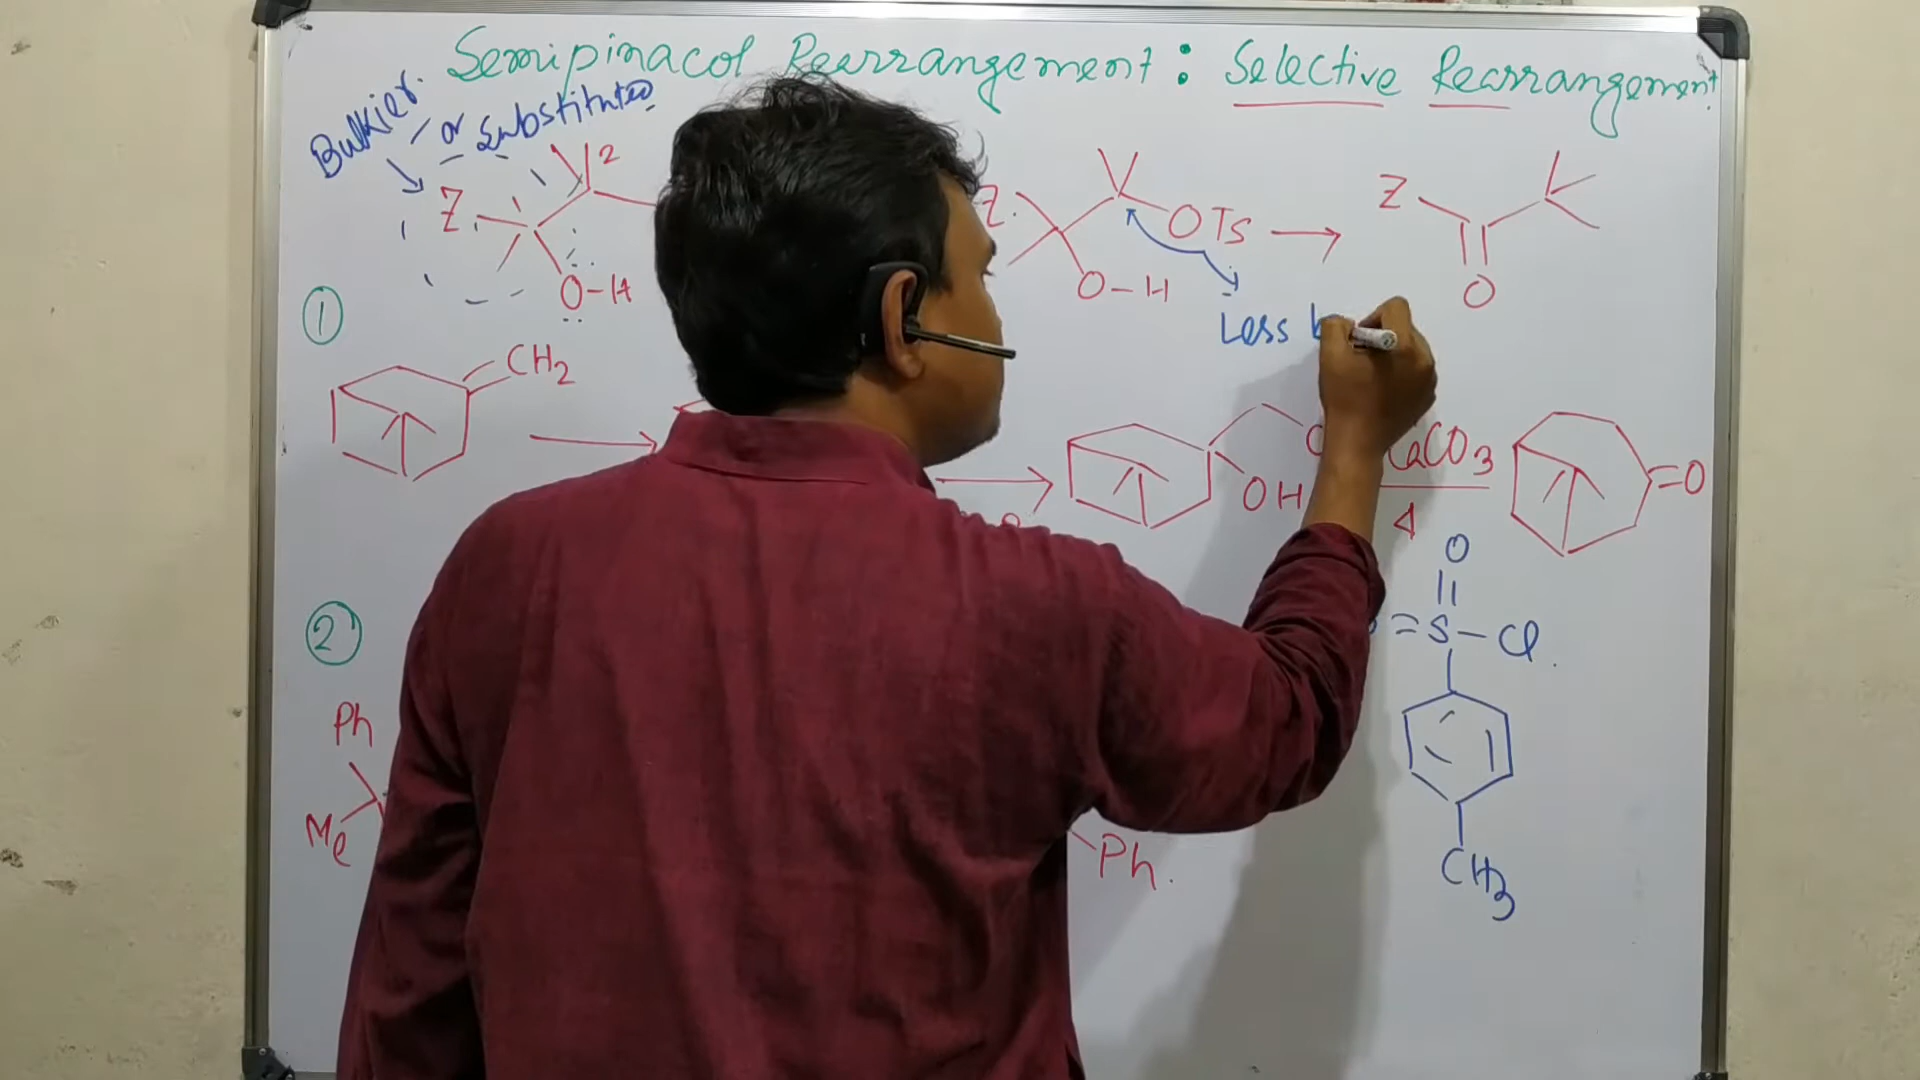 Semipinacol Rearrangement : Selective Rearrangement
Bulkier
or substituted
Z
2
O-H
Z
OTs
O-H
Z
O
Less
1
CH2
OH
CaCO3
Δ
=O
O
=S-Cl
CH3
2
Ph
Me
Ph